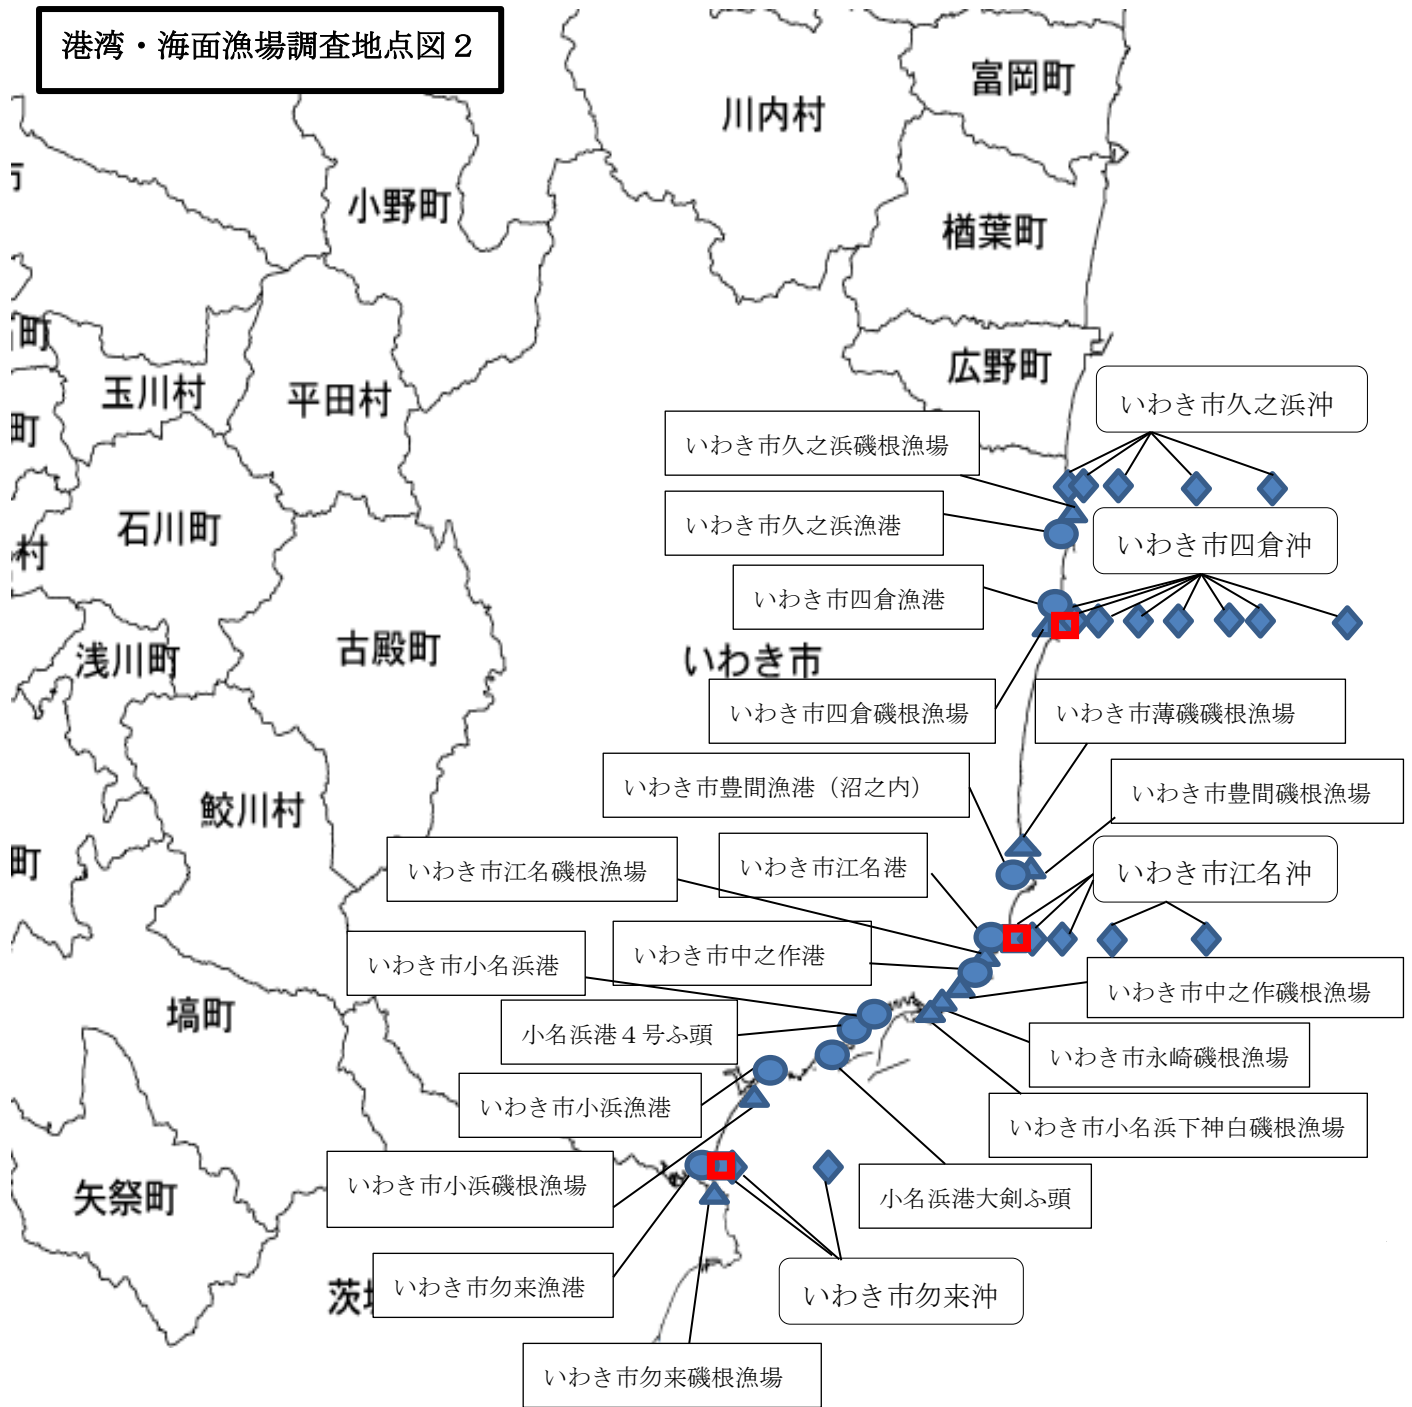 港湾・海面漁場調査地点図２
富岡町
川内村
小野町
楢葉町
町
広野町
玉川村
平田村
いわき市久之浜沖
町
いわき市久之浜磯根漁場
石川町
いわき市久之浜漁港
いわき市四倉沖
村
いわき市四倉漁港
古殿町
浅川町
いわき市
いわき市四倉磯根漁場
いわき市薄磯磯根漁場
いわき市豊間漁港（沼之内）
いわき市豊間磯根漁場
鮫川村
町
いわき市江名磯根漁場
いわき市江名港
いわき市江名沖
いわき市中之作港
いわき市小名浜港
いわき市中之作磯根漁場
塙町
小名浜港４号ふ頭
いわき市永崎磯根漁場
いわき市小浜漁港
いわき市小名浜下神白磯根漁場
いわき市小浜磯根漁場
矢祭町
小名浜港大剣ふ頭
いわき市勿来漁港
茨
いわき市勿来沖
いわき市勿来磯根漁場